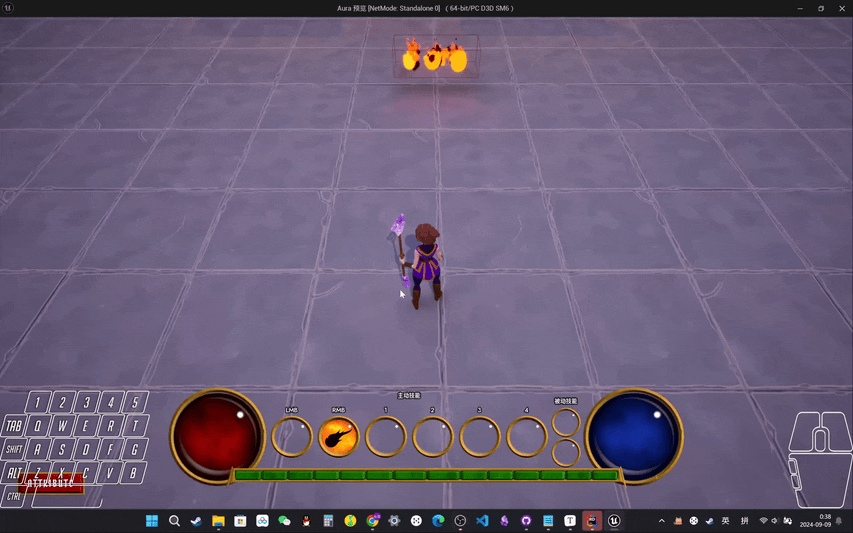 Aura 预览 [NetMode: Standalone 0] （64-bit/PC D3D SM6）
主动技能
被动技能
LMB
RMB
1
2
3
4
1 2 3 4 5
TAB Q W E R T
SHIFT A S D F G
ALT Z X C V B
ATTRIBUTE
CTRL
英
拼
0:38
2024-09-09